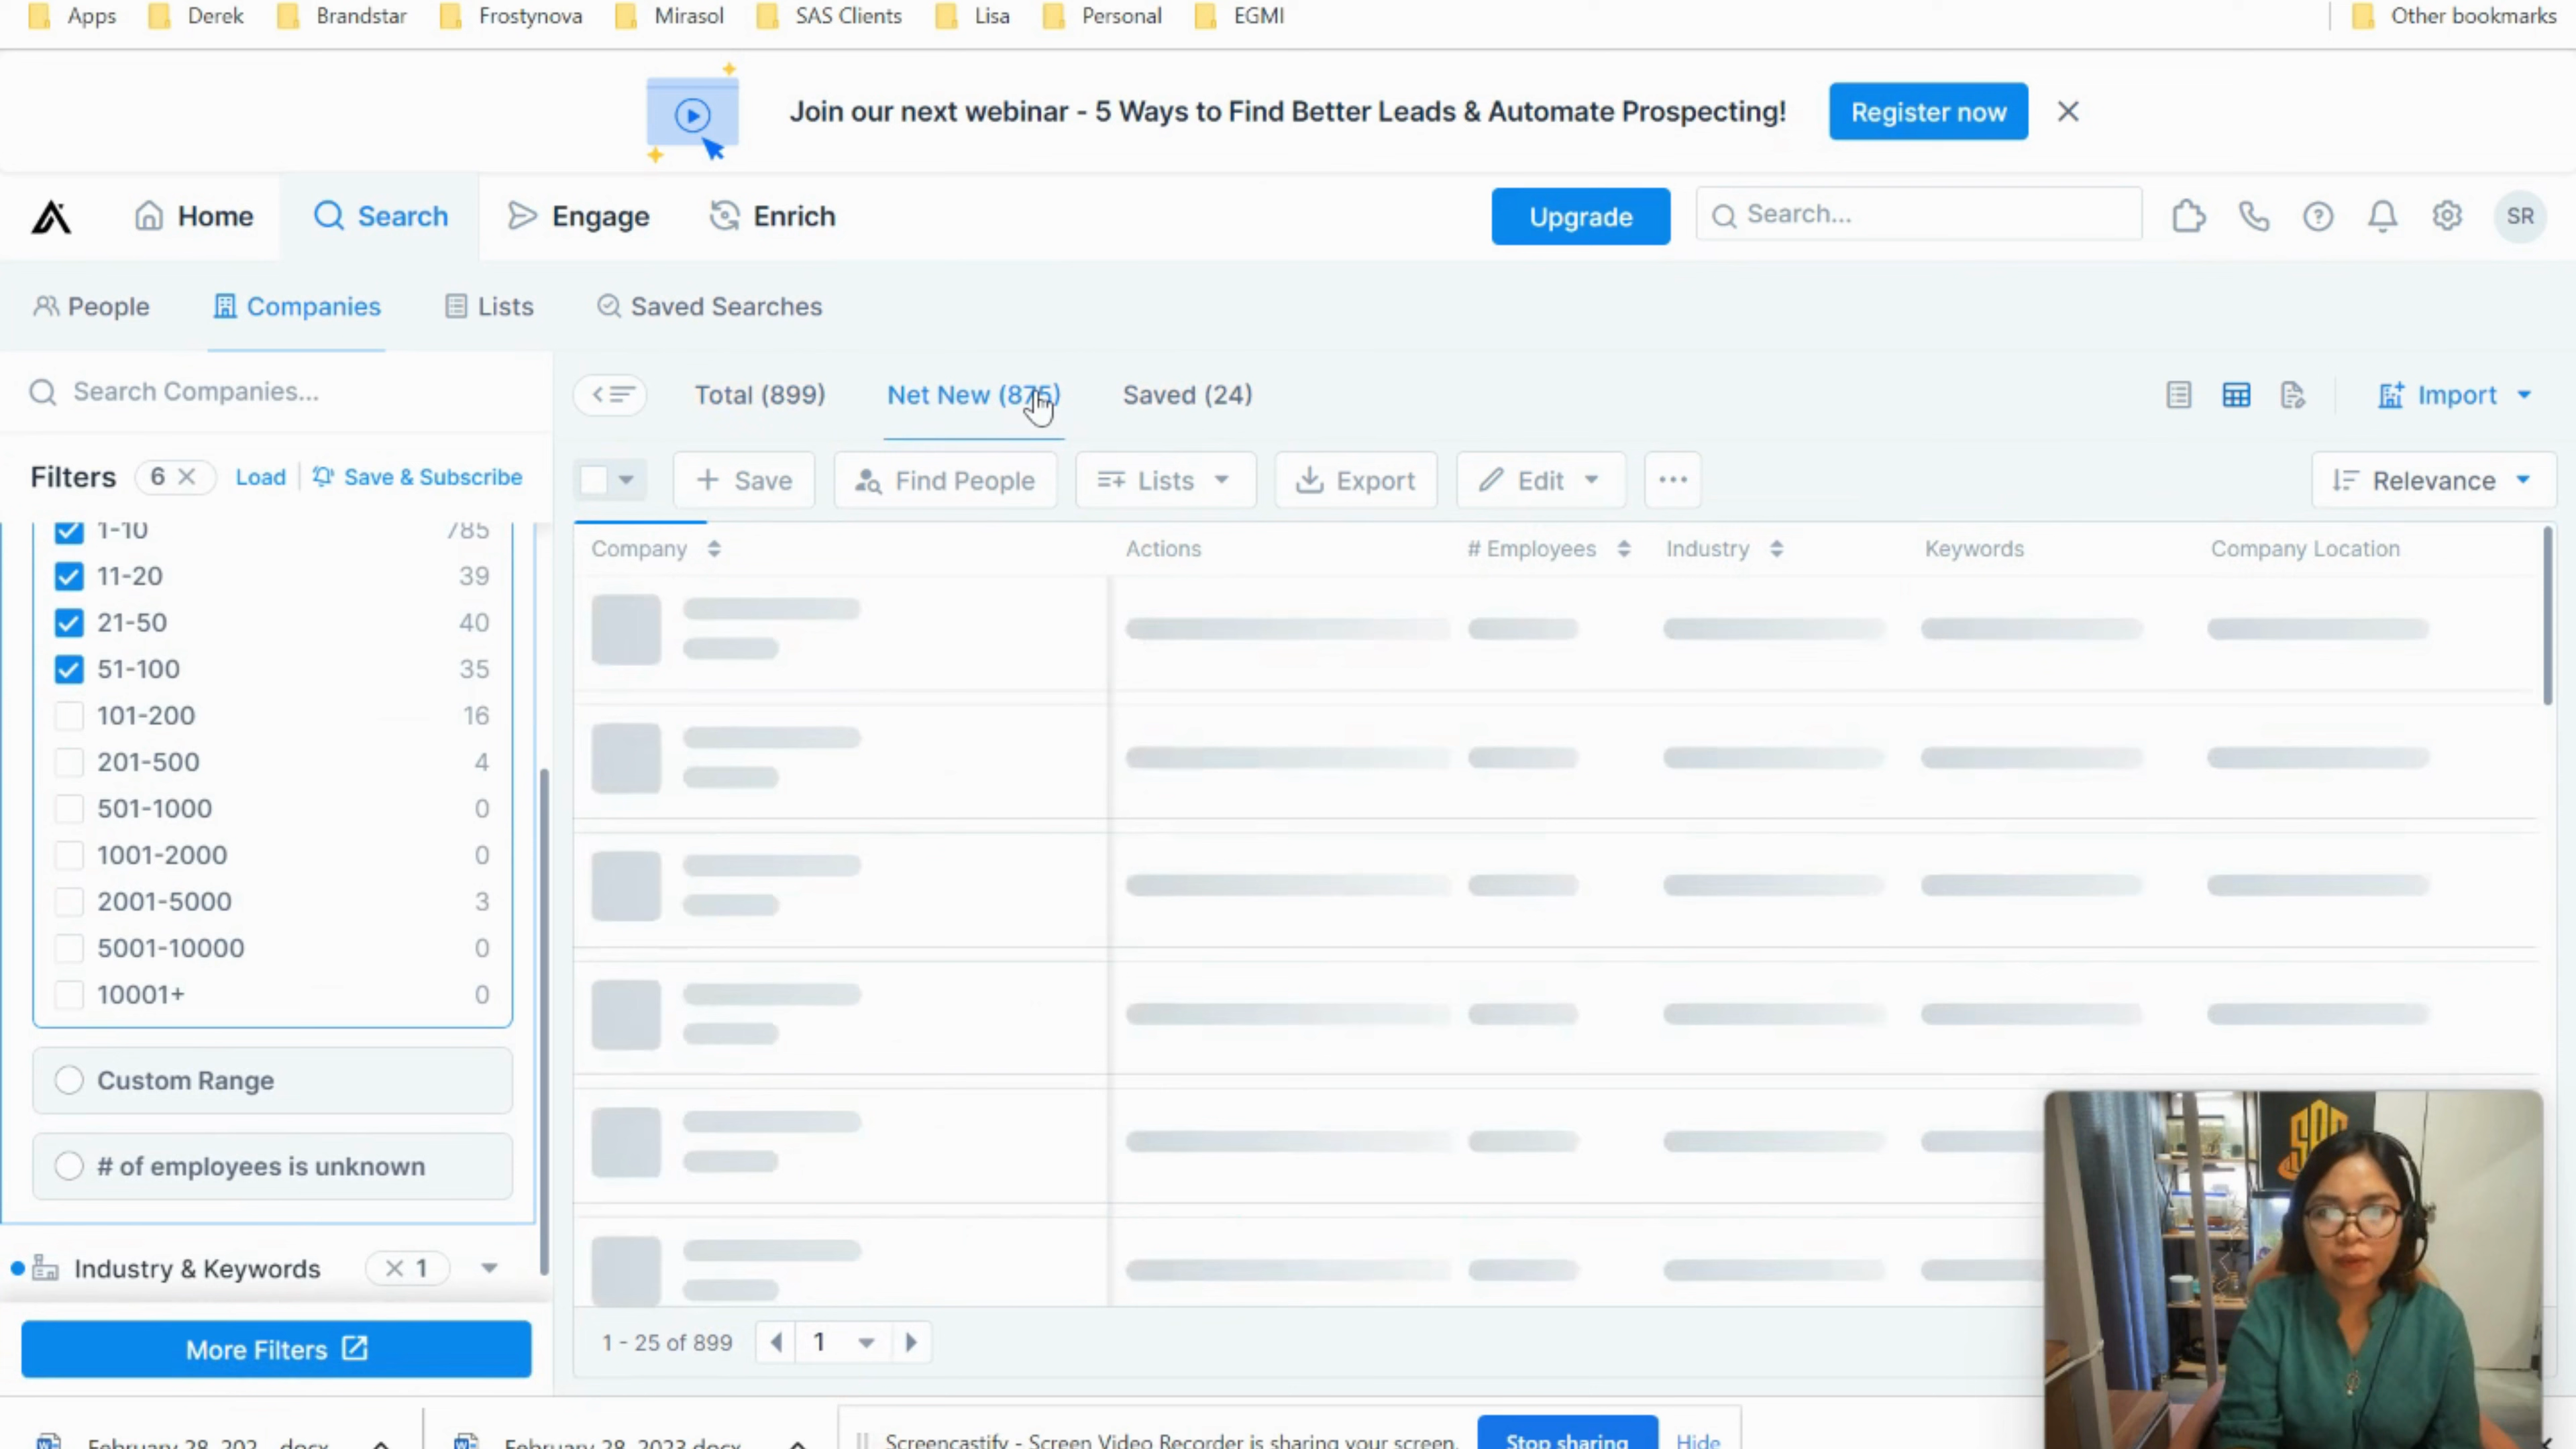 Apps Derek Brandstar Frostynova Mirasol SAS Clients Lisa Personal EGMI Other bookmarks
Join our next webinar - 5 Ways to Find Better Leads & Automate Prospecting! Register now
Home Search Engage Enrich Upgrade Search... SR
People Companies Lists Saved Searches
Search Companies... Total (899) Net New (875) Saved (24) Import
Filters 6 Load Save & Subscribe Save Find People Lists Export Edit Relevance
Company Actions # Employees Industry Keywords Company Location
1-10 785
11-20 39
21-50 40
51-100 35
101-200 16
201-500 4
501-1000 0
1001-2000 0
2001-5000 3
5001-10000 0
10001+ 0
Custom Range
# of employees is unknown
Industry & Keywords 1
More Filters
1 - 25 of 899 1
February 28, 202....docx February 28, 2023.docx Screencastify - Screen Video Recorder is sharing your screen. Stop sharing Hide